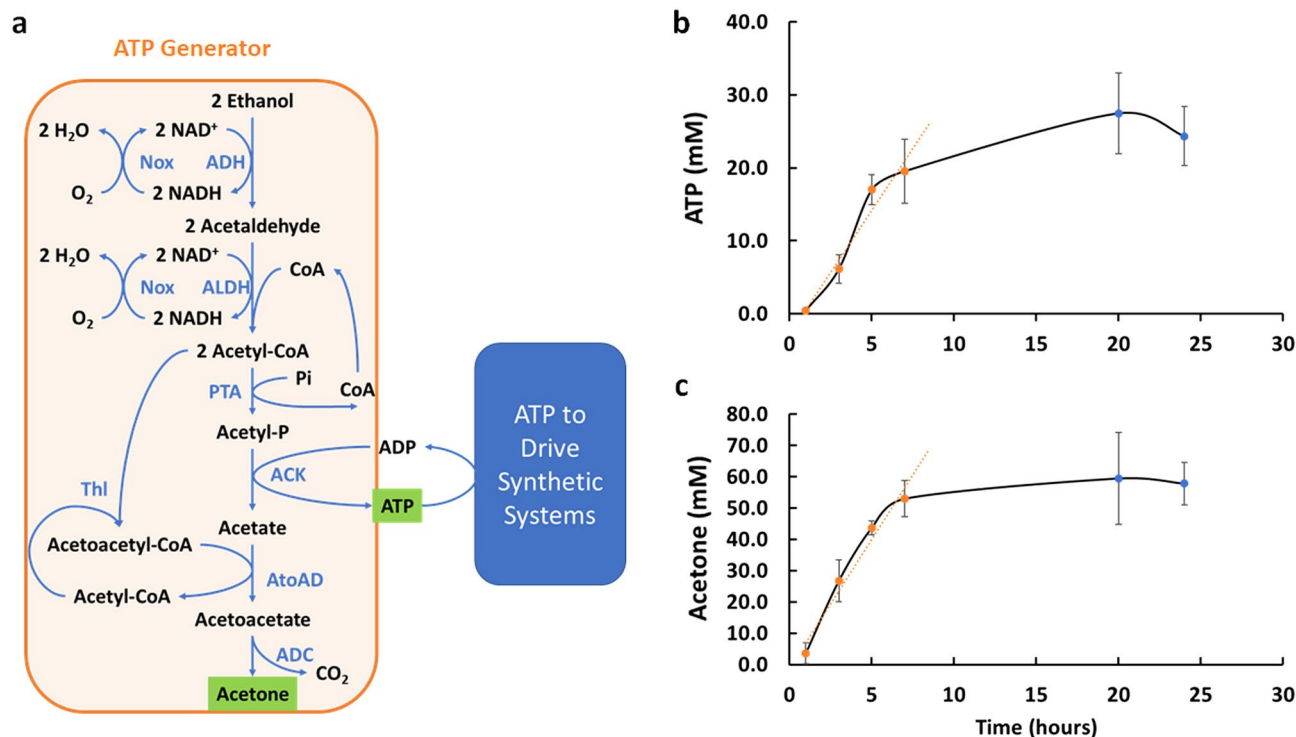 a
ATP Generator
2 Ethanol
2 H₂O
2 NAD⁺
Nox
ADH
O₂
2 NADH
2 Acetaldehyde
2 H₂O
2 NAD⁺
CoA
Nox
ALDH
O₂
2 NADH
2 Acetyl-CoA
Pi
PTA
CoA
Acetyl-P
ADP
ACK
Thl
ATP
Acetate
Acetoacetyl-CoA
AtoAD
Acetyl-CoA
Acetoacetate
ADC
CO₂
Acetone
ATP to
Drive
Synthetic
Systems
b
ATP (mM)
40.0
30.0
20.0
10.0
0.0
0 5 10 15 20 25 30
c
Acetone (mM)
80.0
70.0
60.0
50.0
40.0
30.0
20.0
10.0
0.0
0 5 10 15 20 25 30
Time (hours)